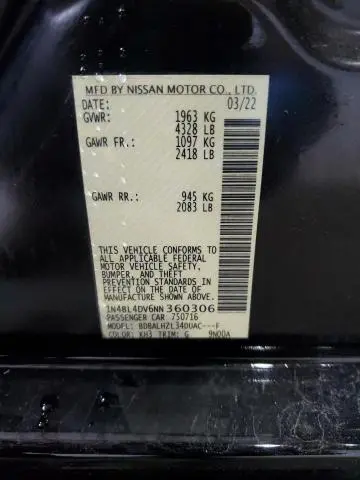 MFD BY NISSAN MOTOR CO., LTD.
DATE: 03/22
GVWR: 1963 KG
4328 LB
GAWR FR: 1097 KG
2418 LB
GAWR RR: 945 KG
2083 LB
THIS VEHICLE CONFORMS TO
ALL APPLICABLE FEDERAL
MOTOR VEHICLE SAFETY,
BUMPER, AND THEFT
PREVENTION STANDARDS IN
EFFECT ON THE DATE OF
MANUFACTURE SHOWN ABOVE.
1N4BL4DV6NN360306
PASSENGER CAR 750716
MODEL: BDBALHZL34DUAC---F
COLOR: KH3 TRIM: G 9N00A